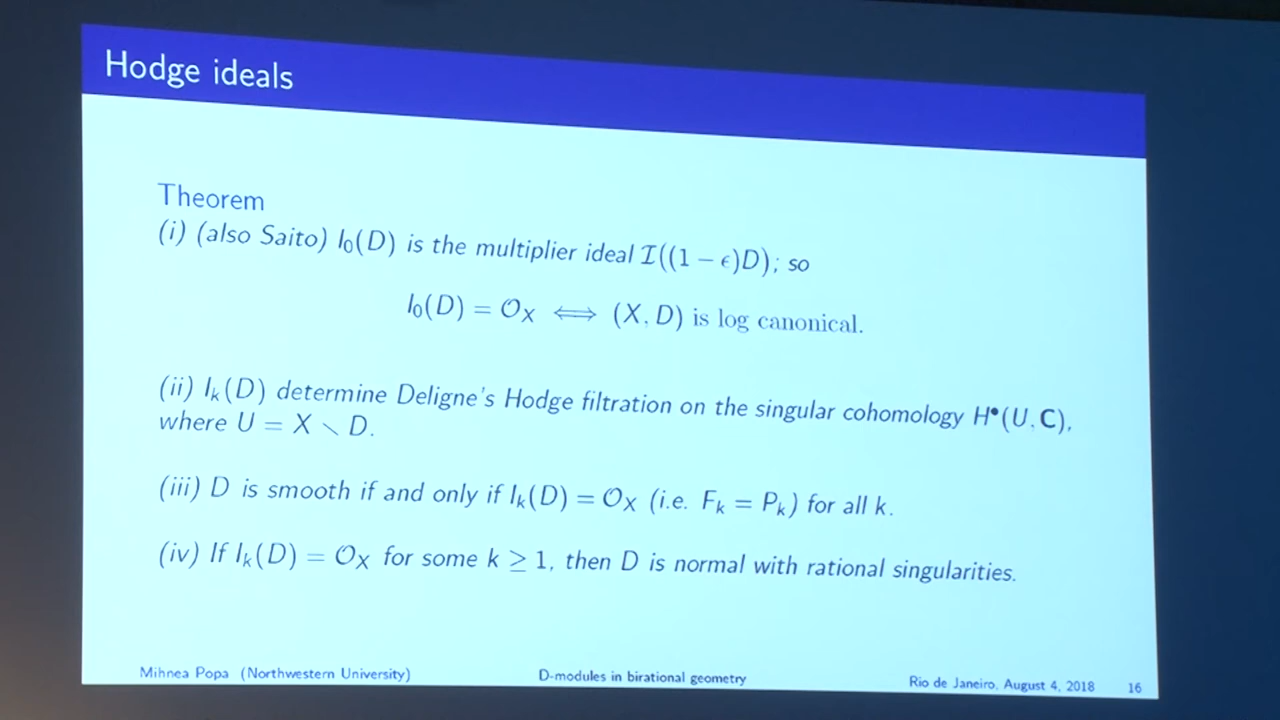 Hodge ideals
Theorem
(i) (also Saito) I₀(D) is the multiplier ideal 𝓘((1 − ϵ)D); so
I₀(D) = 𝒪_X ⟺ (X, D) is log canonical.
(ii) I_k(D) determine Deligne's Hodge filtration on the singular cohomology H•(U, C),
where U = X ∖ D.
(iii) D is smooth if and only if I_k(D) = 𝒪_X (i.e. F_k = P_k) for all k.
(iv) If I_k(D) = 𝒪_X for some k ≥ 1, then D is normal with rational singularities.
Mihnea Popa (Northwestern University) D-modules in birational geometry Rio de Janeiro, August 4, 2018 16